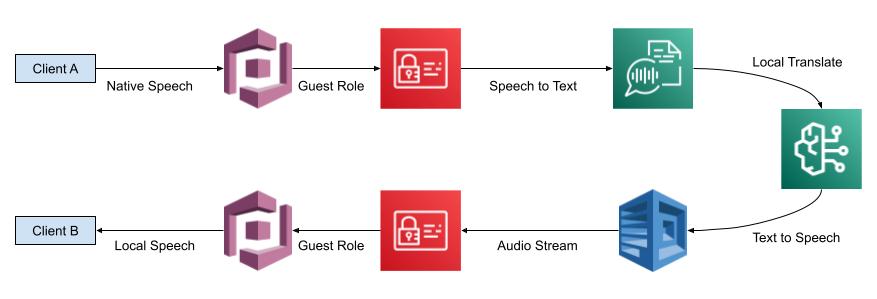 Client A
Native Speech
Guest Role
Speech to Text
Local Translate
Client B
Local Speech
Guest Role
Audio Stream
Text to Speech